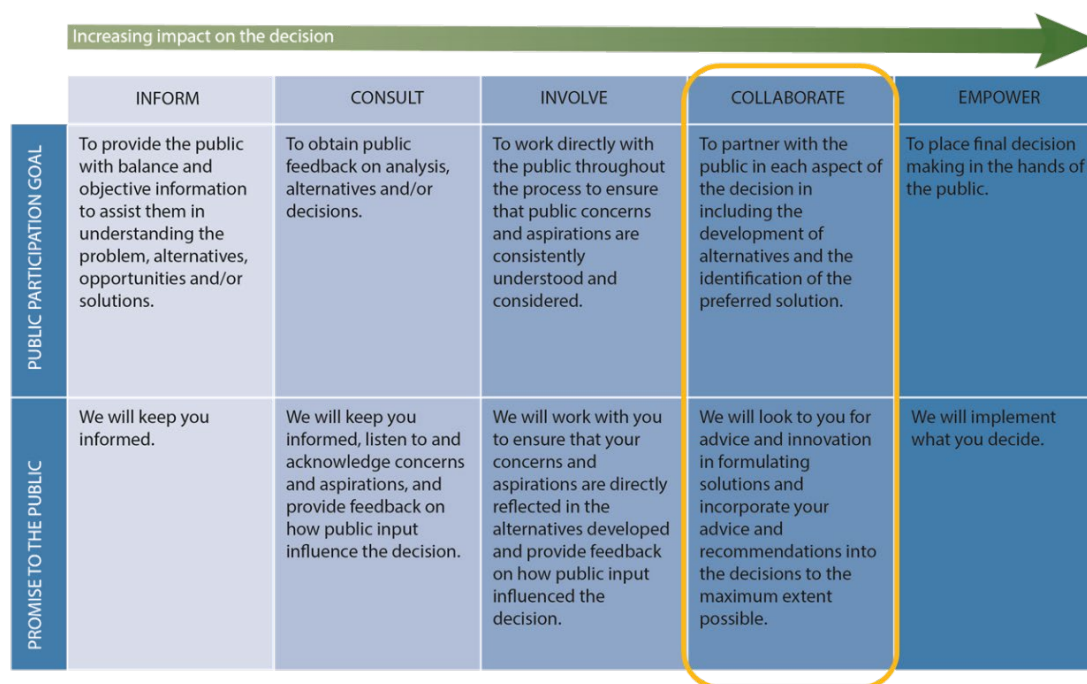 Increasing impact on the decision
INFORM
CONSULT
INVOLVE
COLLABORATE
EMPOWER
PUBLIC PARTICIPATION GOAL
To provide the public
with balance and
objective information
to assist them in
understanding the
problem, alternatives,
opportunities and/or
solutions.
To obtain public
feedback on analysis,
alternatives and/or
decisions.
To work directly with
the public throughout
the process to ensure
that public concerns
and aspirations are
consistently
understood and
considered.
To partner with the
public in each aspect of
the decision in
including the
development of
alternatives and the
identification of the
preferred solution.
To place final decision
making in the hands of
the public.
PROMISE TO THE PUBLIC
We will keep you
informed.
We will keep you
informed, listen to and
acknowledge concerns
and aspirations, and
provide feedback on
how public input
influence the decision.
We will work with you
to ensure that your
concerns and
aspirations are directly
reflected in the
alternatives developed
and provide feedback
on how public input
influenced the
decision.
We will look to you for
advice and innovation
in formulating
solutions and
incorporate your
advice and
recommendations into
the decisions to the
maximum extent
possible.
We will implement
what you decide.